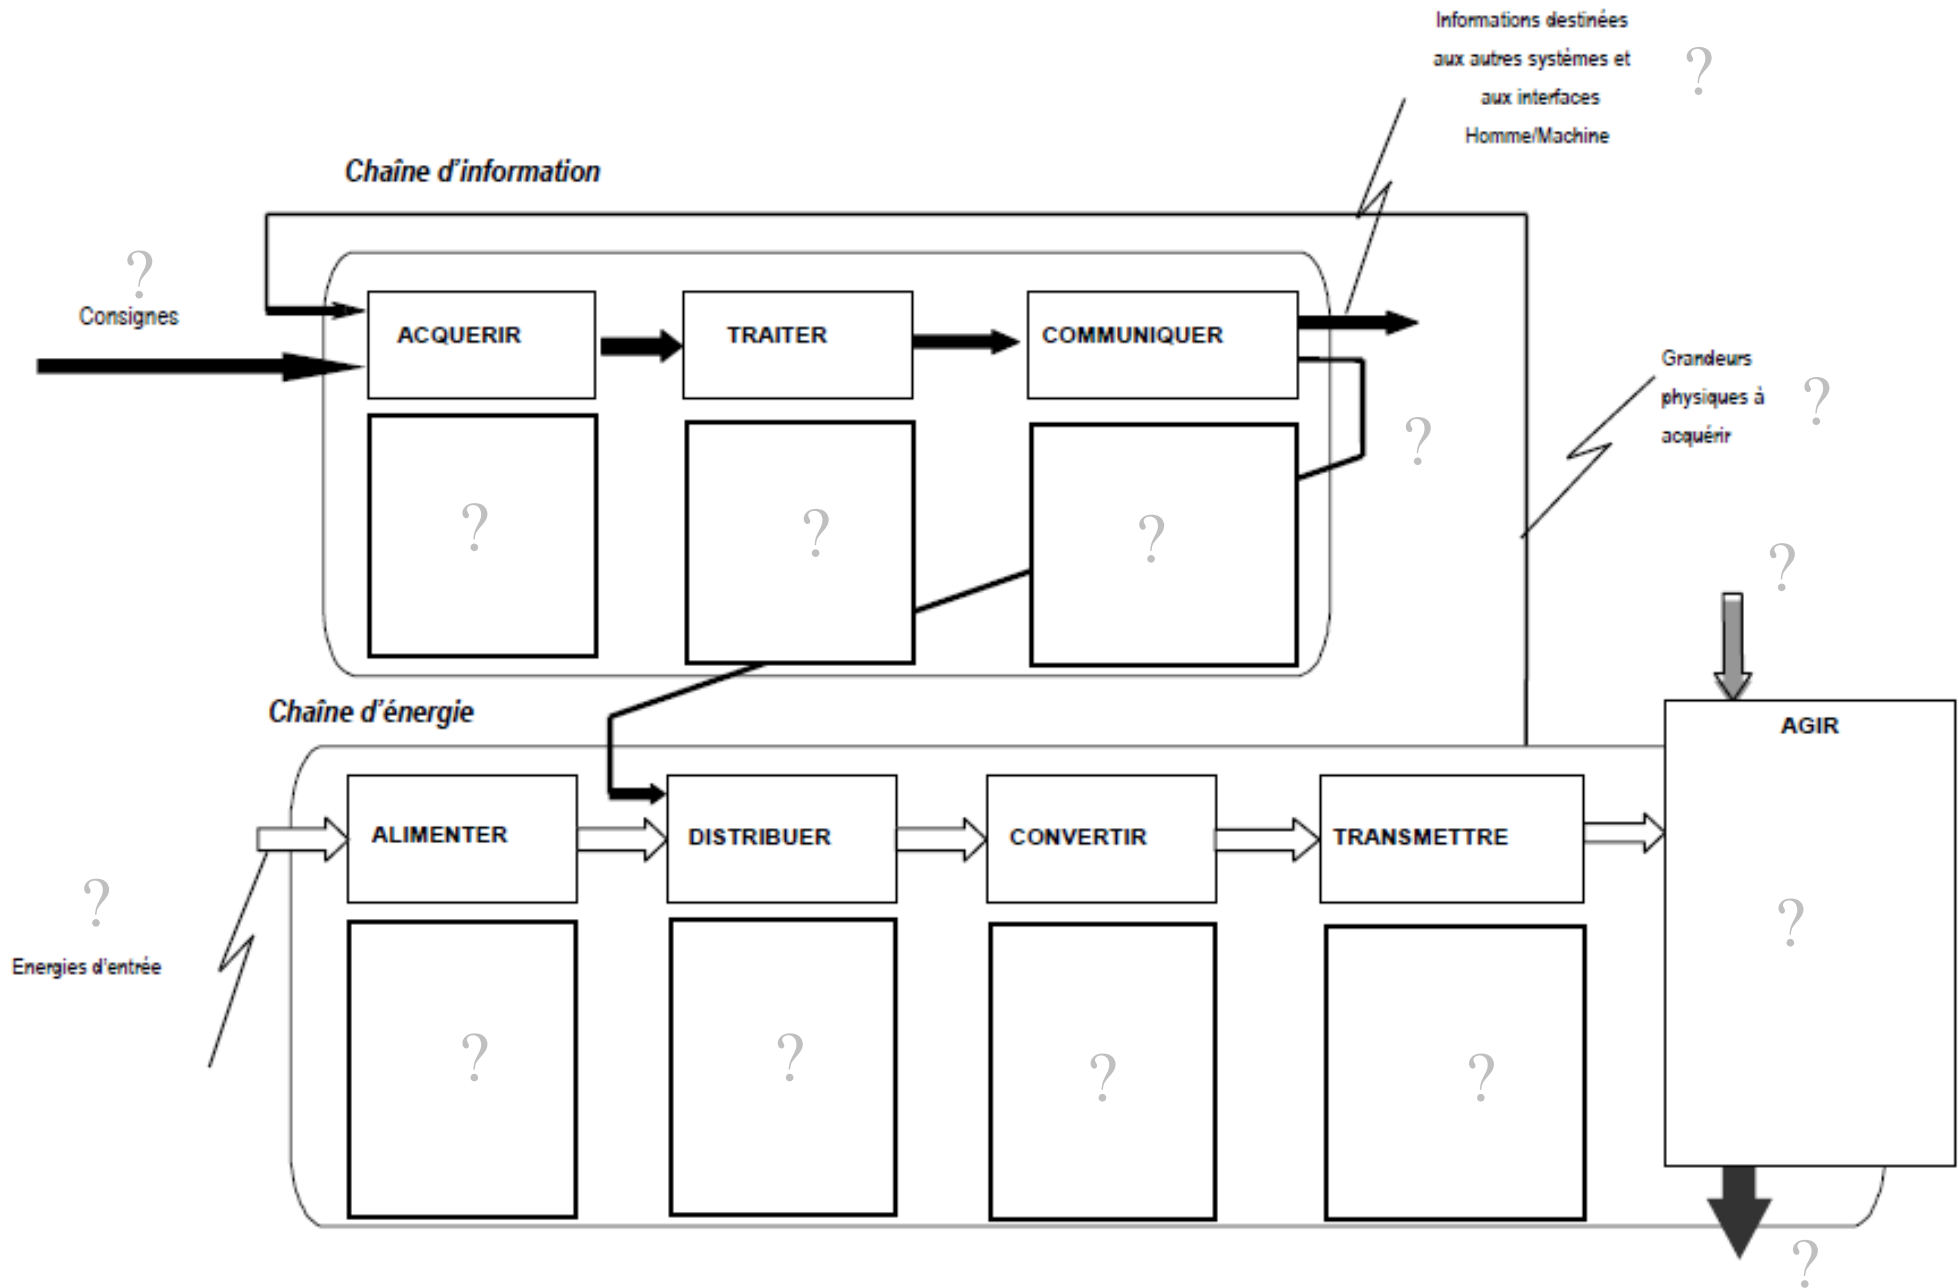 Informations destinées
aux autres systèmes et
?
aux interfaces
Homme/Machine
Chaîne d'information
?
Consignes
ACQUERIR
TRAITER
COMMUNIQUER
Grandeurs
physiques à
?
acquérir
?
?
?
?
?
Chaîne d'énergie
AGIR
ALIMENTER
DISTRIBUER
CONVERTIR
TRANSMETTRE
?
Energies d'entrée
?
?
?
?
?
?